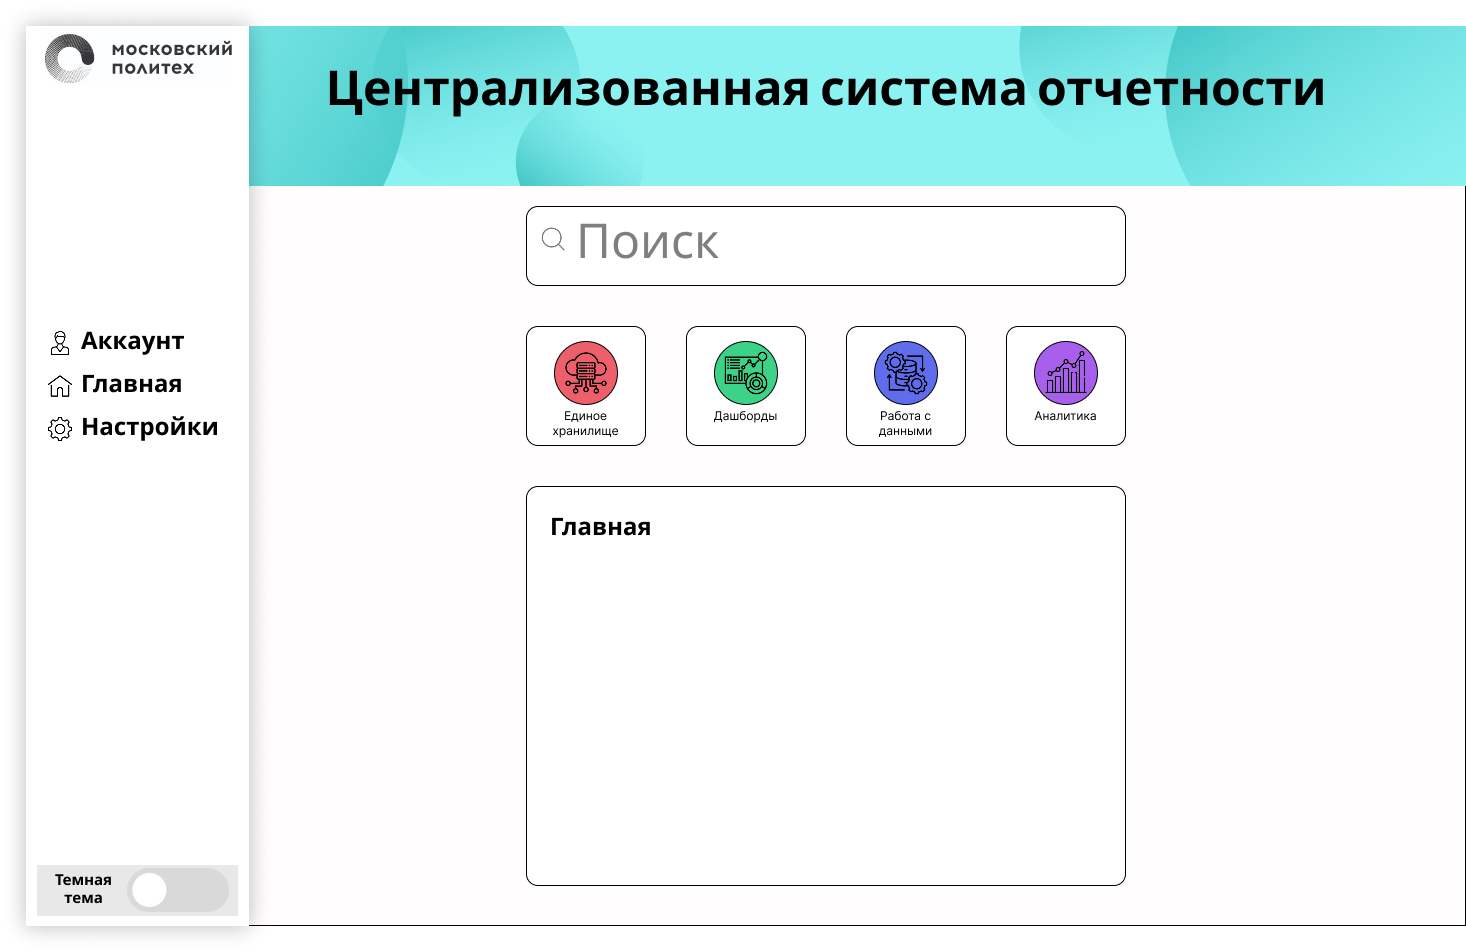 московский
политех
Централизованная система отчетности
Поиск
Аккаунт
Главная
Настройки
Единое
хранилище
Дашборды
Работа с
данными
Аналитика
Главная
Темная
тема